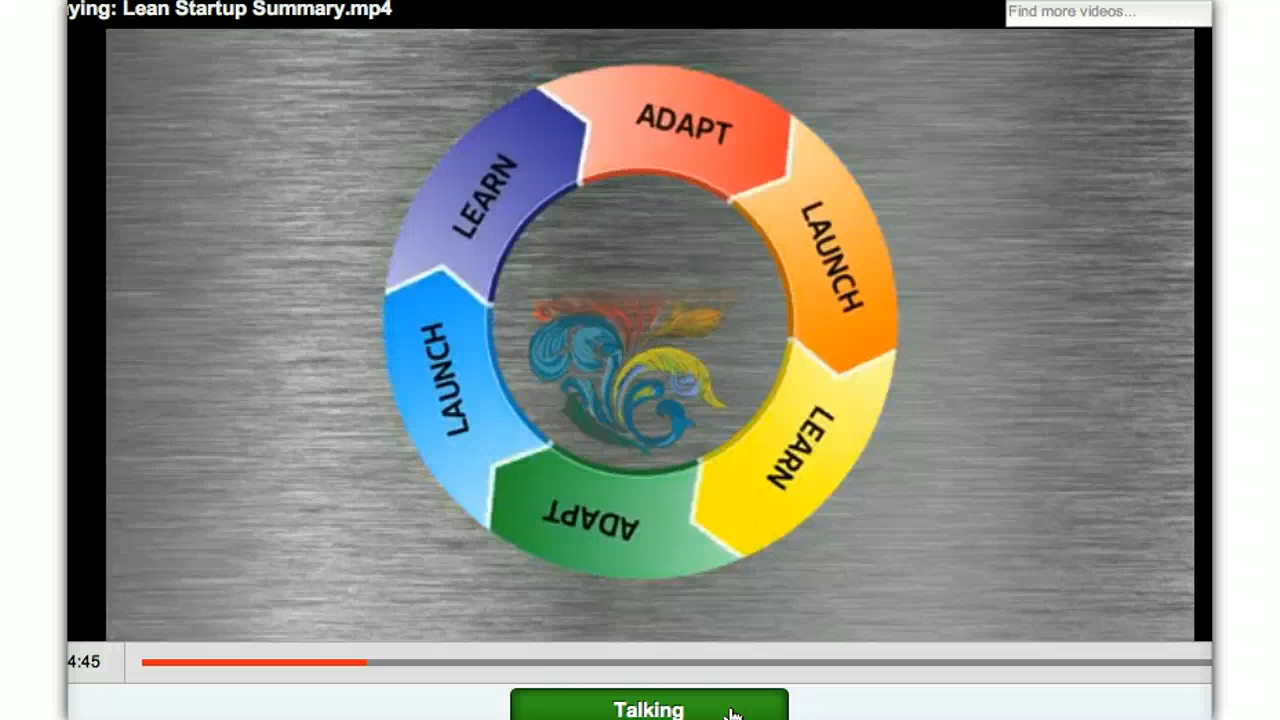 ying: Lean Startup Summary.mp4
Find more videos...
ADAPT
LAUNCH
LEARN
ADAPT
LAUNCH
LEARN
4:45
Talking